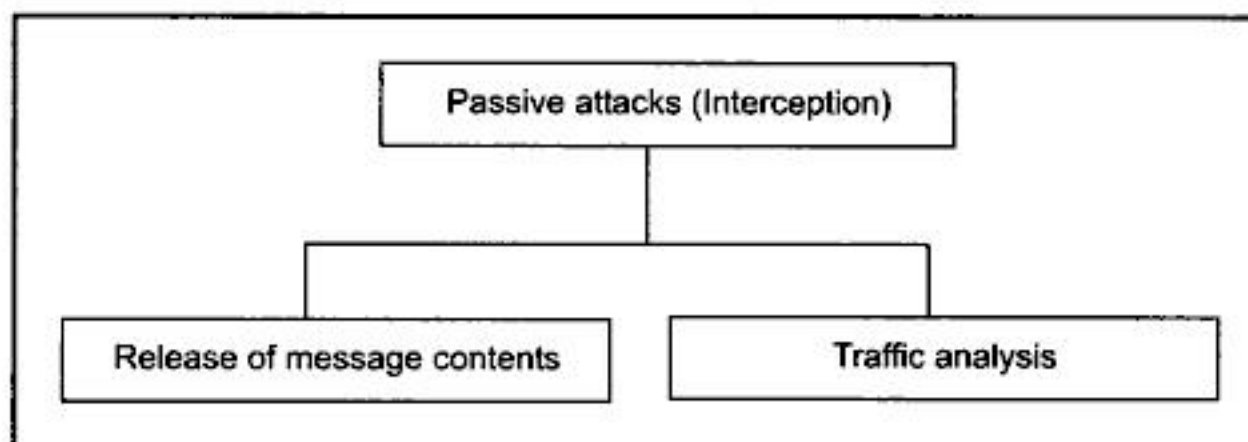 Passive attacks (Interception)
Release of message contents
Traffic analysis